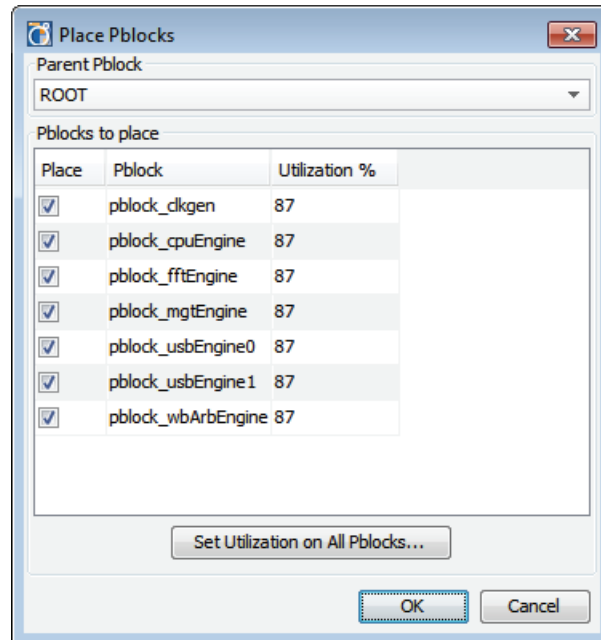 Place Pblocks
Parent Pblock
ROOT
Pblocks to place
Place Pblock Utilization %
pblock_clkgen 87
pblock_cpuEngine 87
pblock_fftEngine 87
pblock_mgtEngine 87
pblock_usbEngine0 87
pblock_usbEngine1 87
pblock_wbArbEngine 87
Set Utilization on All Pblocks...
OK Cancel